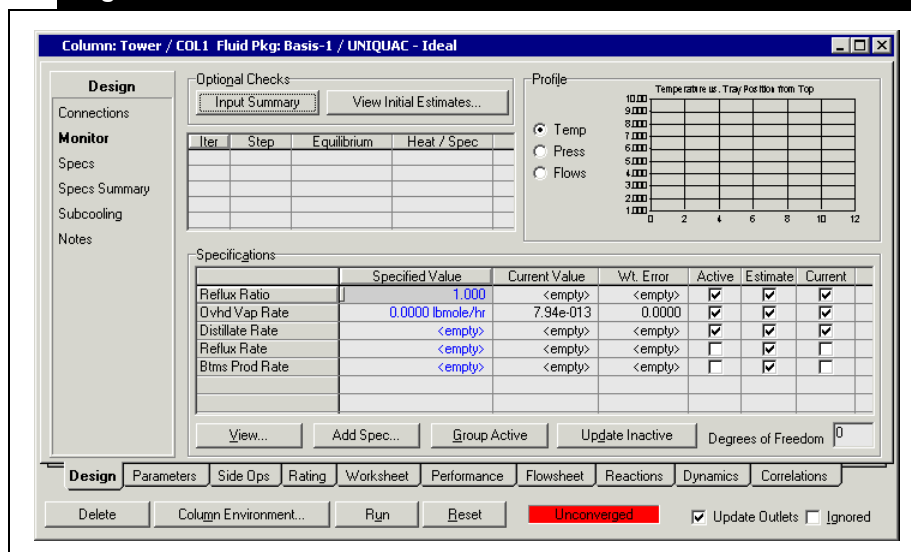 Column: Tower / COL1 Fluid Pkg: Basis-1 / UNIQUAC - Ideal
Design
Connections
Monitor
Specs
Specs Summary
Subcooling
Notes
Optional Checks
Input Summary
View Initial Estimates...
Iter Step Equilibrium Heat / Spec
Profile
Temp
Press
Flows
Temperature vs. Tray Position from Top
10.00
9.000
8.000
7.000
6.000
5.000
4.000
3.000
2.000
1.000
0 2 4 6 8 10 12
Specifications
Specified Value Current Value Wt. Error Active Estimate Current
Reflux Ratio 1.000 <empty> <empty>
Ovhd Vap Rate 0.0000 lbmole/hr 7.94e-013 0.0000
Distillate Rate <empty> <empty> <empty>
Reflux Rate <empty> <empty> <empty>
Btms Prod Rate <empty> <empty> <empty>
View... Add Spec... Group Active Update Inactive Degrees of Freedom 0
Design Parameters Side Ops Rating Worksheet Performance Flowsheet Reactions Dynamics Correlations
Delete Column Environment... Run Reset Unconverged Update Outlets Ignored